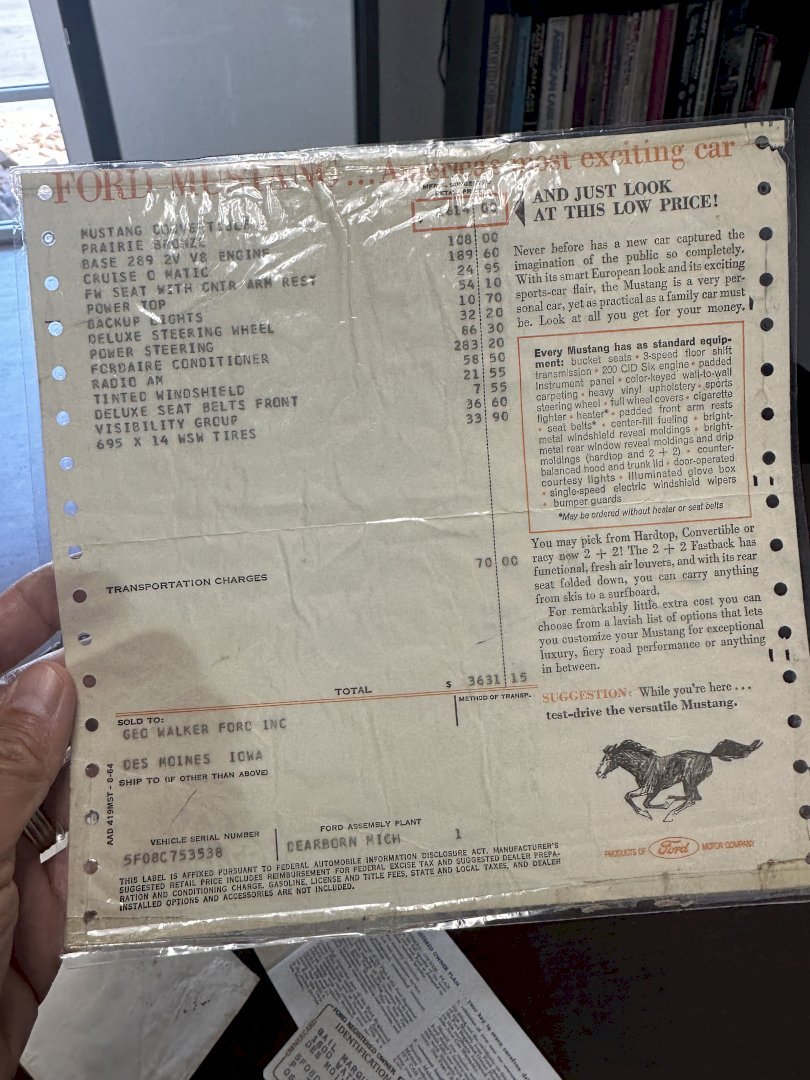 FORD MUSTANG... America's most exciting car
RETAIL
614 00
AND JUST LOOK
AT THIS LOW PRICE!
MUSTANG CONVERTIBLE
PRAIRIE BRONZE
BASE 289 2V V8 ENGINE 108 00
CRUISE O MATIC 189 60
FW SEAT WITH CNTR ARM REST 24 95
POWER TOP 54 10
BACKUP LIGHTS 10 70
DELUXE STEERING WHEEL 32 20
POWER STEERING 86 30
FORDAIRE CONDITIONER 283 20
RADIO AM 58 50
TINTED WINDSHIELD 21 55
DELUXE SEAT BELTS FRONT 7 55
VISIBILITY GROUP 36 60
695 X 14 WSW TIRES 33 90
Never before has a new car captured the
imagination of the public so completely.
With its smart European look and its exciting
sports-car flair, the Mustang is a very per-
sonal car, yet as practical as a family car must
be. Look at all you get for your money.
Every Mustang has as standard equip-
ment: bucket seats • 3-speed floor shift
transmission • 200 CID Six engine • padded
instrument panel • color-keyed wall-to-wall
carpeting • heavy vinyl upholstery • sports
steering wheel • full wheel covers • cigarette
lighter • heater* • padded front arm rests
• seat belts* • center-fill fueling • bright-
metal windshield reveal moldings • bright-
metal rear window reveal moldings and drip
moldings (hardtop and 2 + 2) • counter-
balanced hood and trunk lid • door-operated
courtesy lights • illuminated glove box
• single-speed electric windshield wipers
• bumper guards
*May be ordered without heater or seat belts
You may pick from Hardtop, Convertible or
racy new 2 + 2! The 2 + 2 Fastback has
functional, fresh air louvers, and with its rear
seat folded down, you can carry anything
from skis to a surfboard.
For remarkably little extra cost you can
choose from a lavish list of options that lets
you customize your Mustang for exceptional
luxury, fiery road performance or anything
in between.
TRANSPORTATION CHARGES 70 00
TOTAL $ 3631 15
METHOD OF TRANSP.
SUGGESTION: While you're here ...
test-drive the versatile Mustang.
SOLD TO:
GEO WALKER FORD INC
DES MOINES IOWA
SHIP TO (IF OTHER THAN ABOVE)
AAD 419MST - 8-64
VEHICLE SERIAL NUMBER
5F08C753538
FORD ASSEMBLY PLANT
DEARBORN MICH 1
PRODUCTS OF Ford MOTOR COMPANY
THIS LABEL IS AFFIXED PURSUANT TO FEDERAL AUTOMOBILE INFORMATION DISCLOSURE ACT. MANUFACTURER'S
SUGGESTED RETAIL PRICE INCLUDES REIMBURSEMENT FOR FEDERAL EXCISE TAX AND SUGGESTED DEALER PREPA-
RATION AND CONDITIONING CHARGE. GASOLINE, LICENSE AND TITLE FEES, STATE AND LOCAL TAXES, AND DEALER
INSTALLED OPTIONS AND ACCESSORIES ARE NOT INCLUDED.
OWNER PLAN
IDENTIFICATION